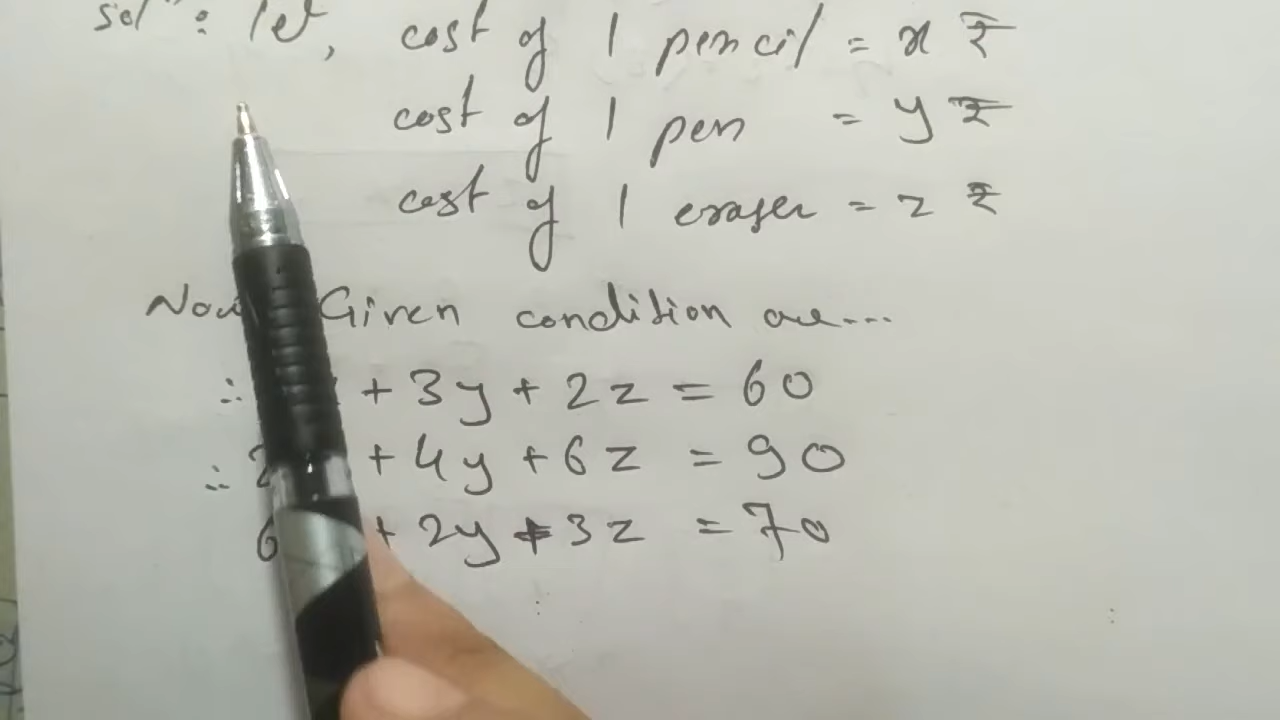 sol : let, cost of 1 pencil = x ₹
cost of 1 pen = y ₹
cost of 1 eraser = z ₹
Now Given condition are...
∴ + 3y + 2z = 60
∴ 2 + 4y + 6z = 90
6 + 2y + 3z = 70